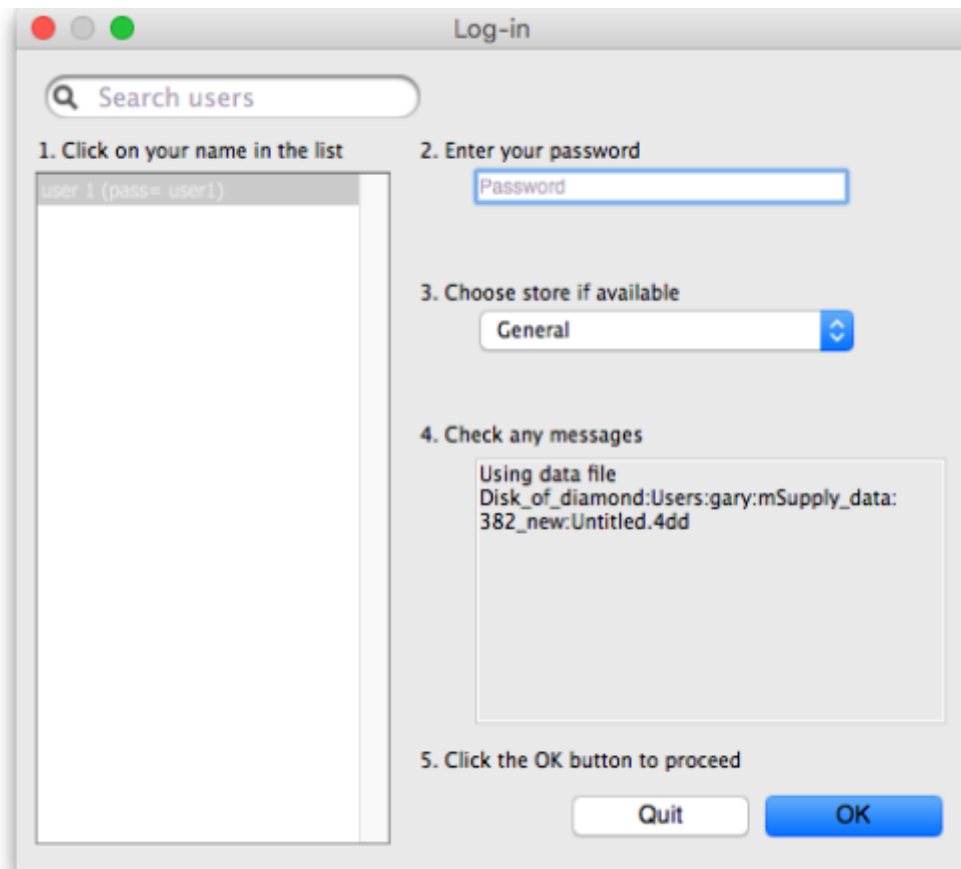 Log-in
Search users
1. Click on your name in the list
user 1 (pass= user1)
2. Enter your password
Password
3. Choose store if available
General
4. Check any messages
Using data file
Disk_of_diamond:Users:gary:mSupply_data:
382_new:Untitled.4dd
5. Click the OK button to proceed
Quit
OK